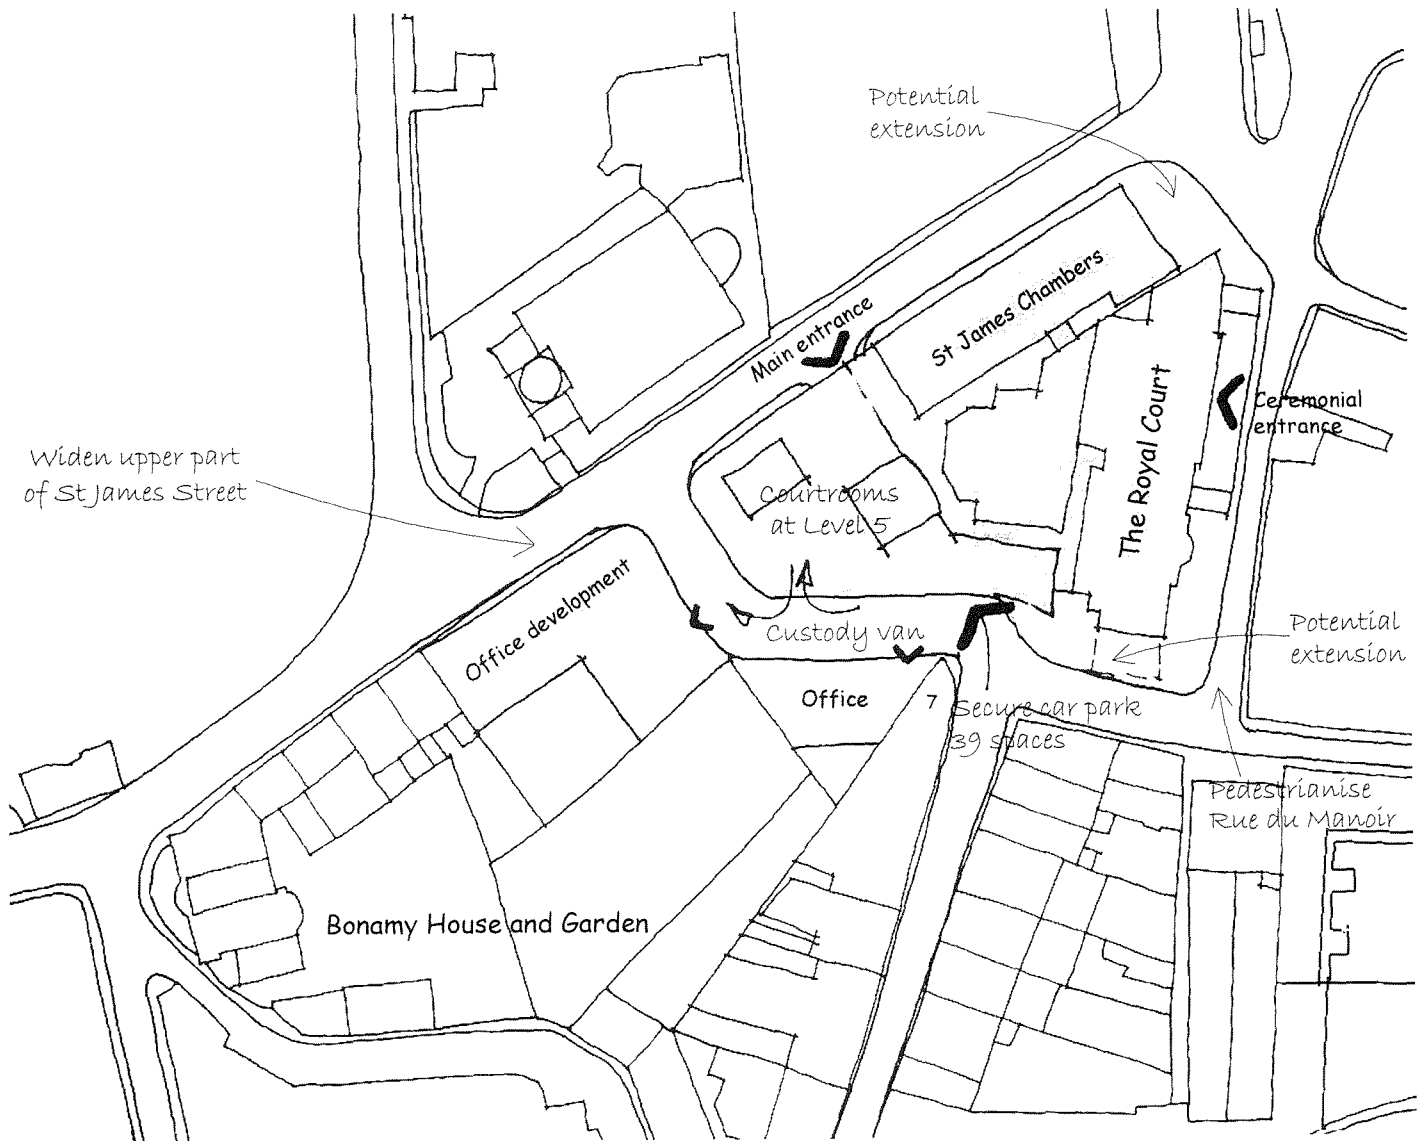 Potential
extension
St James Chambers
Main entrance
The Royal Court
Ceremonial
entrance
Widen upper part
of St James Street
Courtrooms
at Level 5
Office development
Custody van
Potential
extension
Office
7
Secure car park
39 spaces
Pedestrianise
Rue du Manoir
Bonamy House and Garden